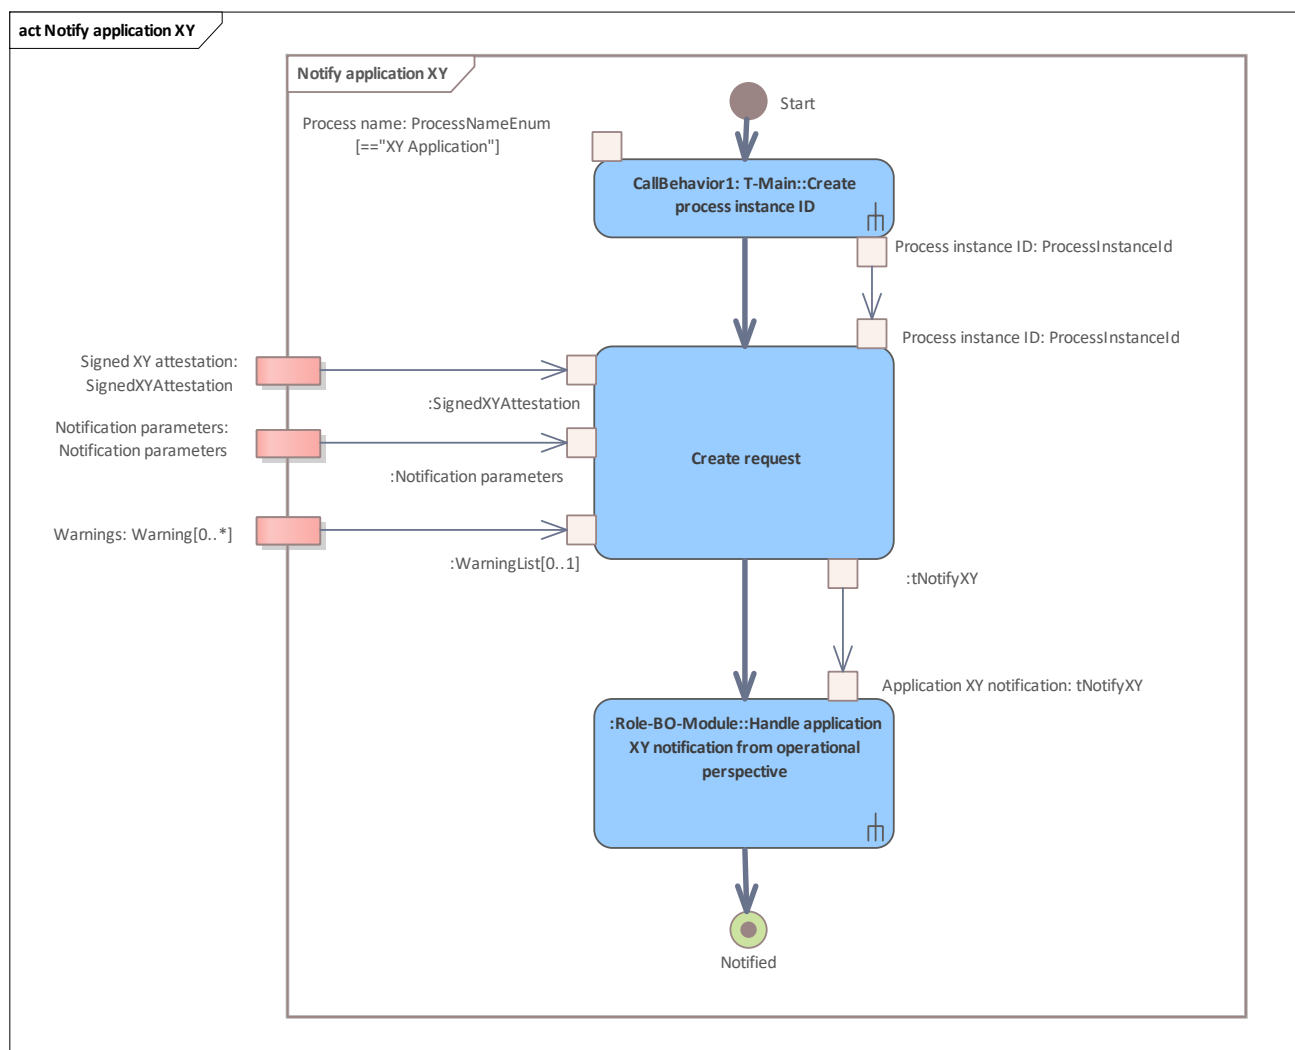 act Notify application XY
Notify application XY
Start
Process name: ProcessNameEnum
[=="XY Application"]
CallBehavior1: T-Main::Create
process instance ID
Process instance ID: ProcessInstanceId
Process instance ID: ProcessInstanceId
Signed XY attestation:
SignedXYAttestation
:SignedXYAttestation
Notification parameters:
Notification parameters
:Notification parameters
Create request
Warnings: Warning[0..*]
:WarningList[0..1]
:tNotifyXY
Application XY notification: tNotifyXY
:Role-BO-Module::Handle application
XY notification from operational
perspective
Notified